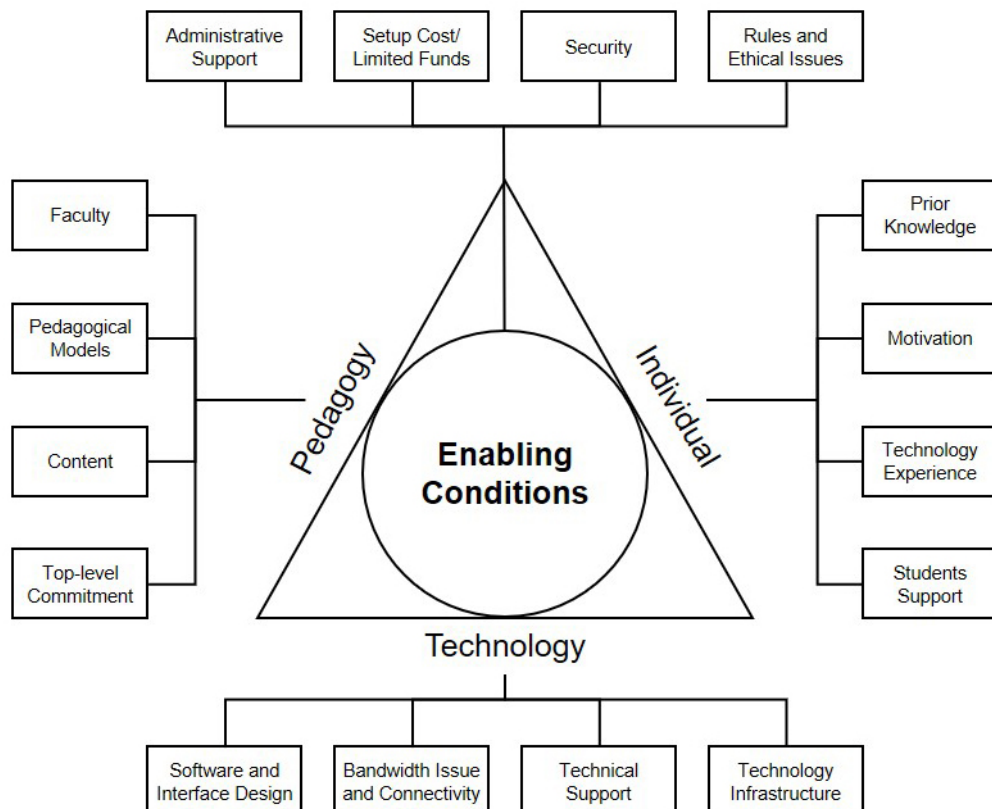 Administrative
Support
Setup Cost/
Limited Funds
Security
Rules and
Ethical Issues
Faculty
Pedagogical
Models
Content
Top-level
Commitment
Pedagogy
Enabling
Conditions
Individual
Prior
Knowledge
Motivation
Technology
Experience
Students
Support
Technology
Software and
Interface Design
Bandwidth Issue
and Connectivity
Technical
Support
Technology
Infrastructure